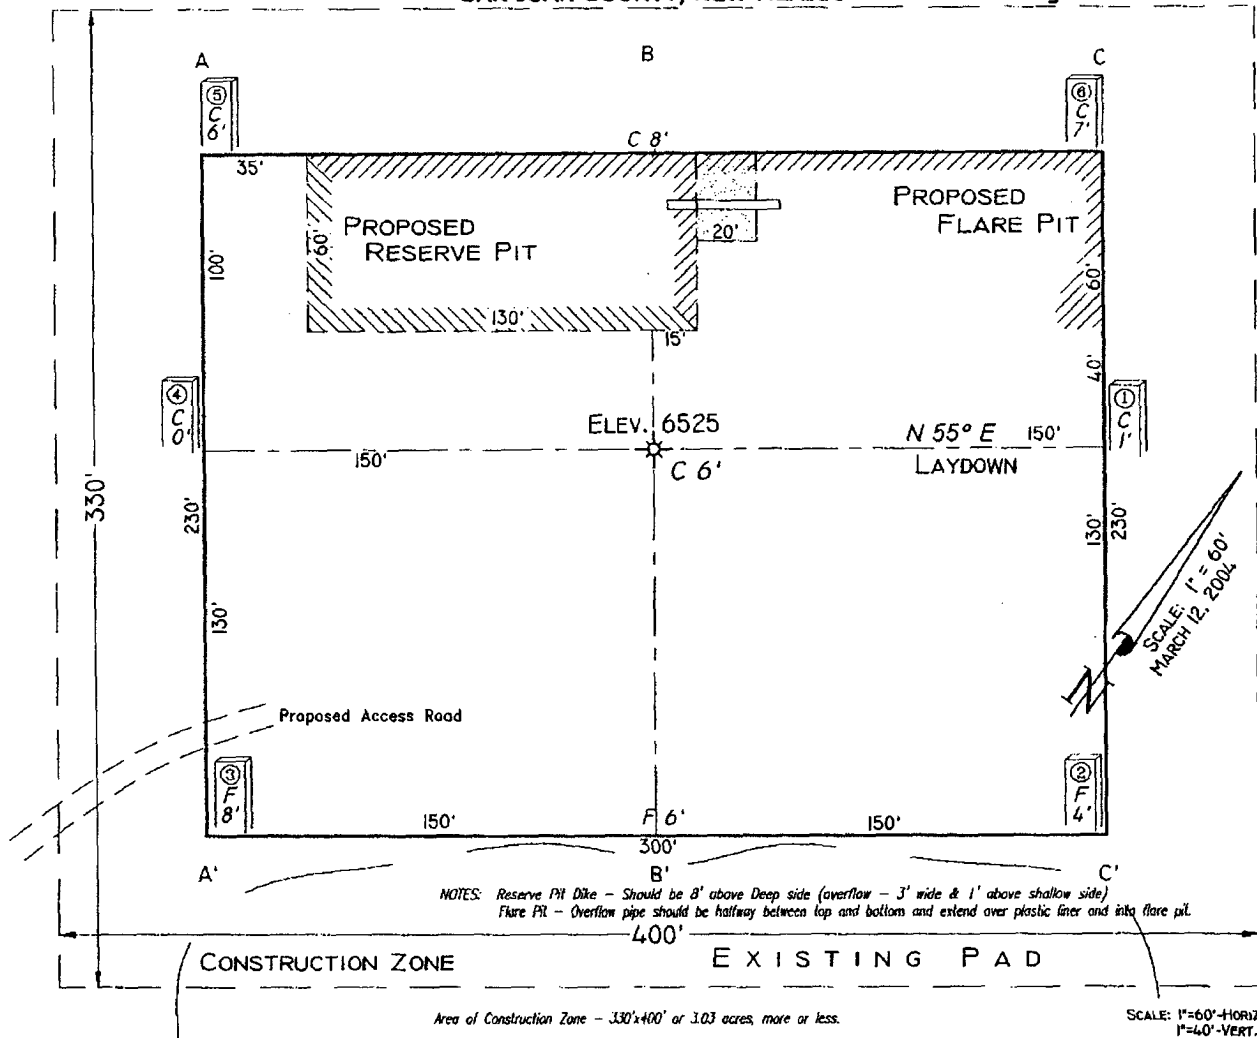 A
B
C
⑤
C
6'
⑥
C
7'
C 8'
35'
PROPOSED
RESERVE PIT
60'
20'
PROPOSED
FLARE PIT
100'
60'
130'
15'
40'
④
C
0'
①
C
1'
ELEV. 6525
N 55° E 150'
150'
C 6'
LAYDOWN
330'
230'
130'
230'
SCALE: 1" = 60'
MARCH 12, 2004
N
130'
Proposed Access Road
③
F
8'
②
F
4'
150'
F 6'
150'
300'
A'
B'
C'
NOTES: Reserve Pit Dike - Should be 8' above Deep side (overflow - 3' wide & 1' above shallow side)
Flare Pit - Overflow pipe should be halfway between top and bottom and extend over plastic liner and into flare pit.
400'
CONSTRUCTION ZONE
EXISTING PAD
Area of Construction Zone - 330'x400' or 3.03 acres, more or less.
SCALE: 1"=60'-HORIZ
1"=40'-VERT.